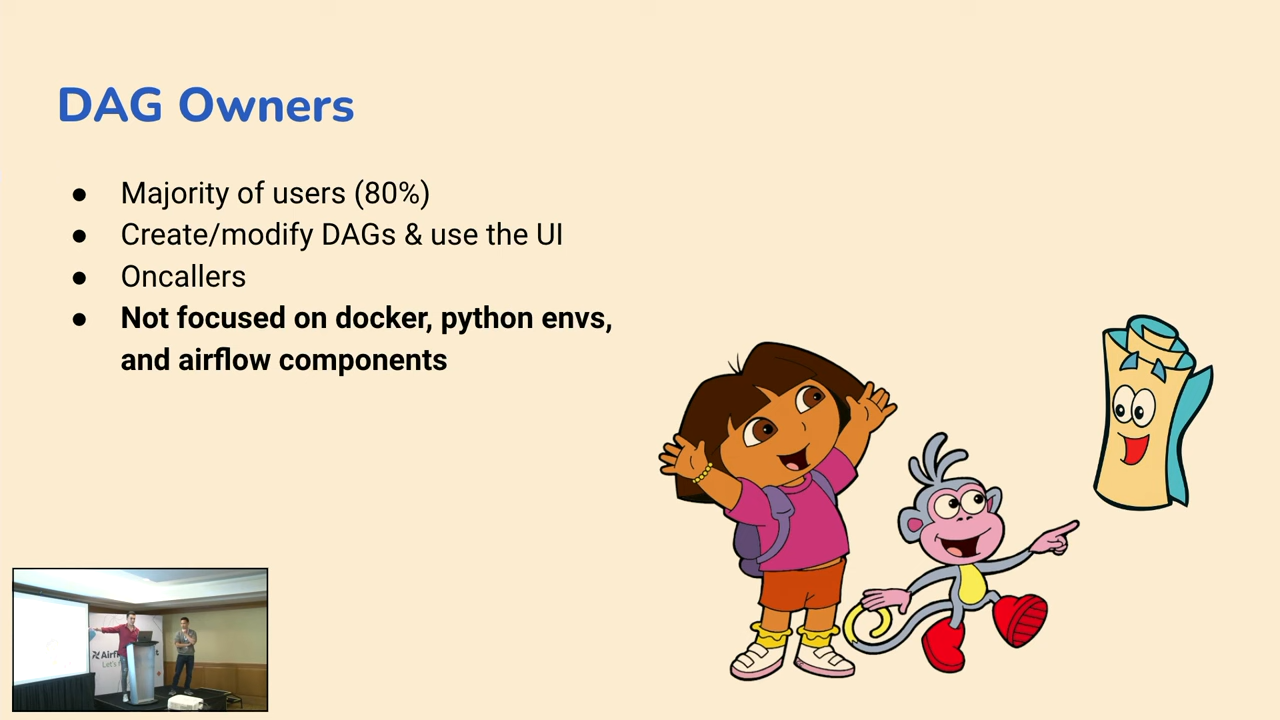 DAG Owners
● Majority of users (80%)
● Create/modify DAGs & use the UI
● Oncallers
● Not focused on docker, python envs,
and airflow components